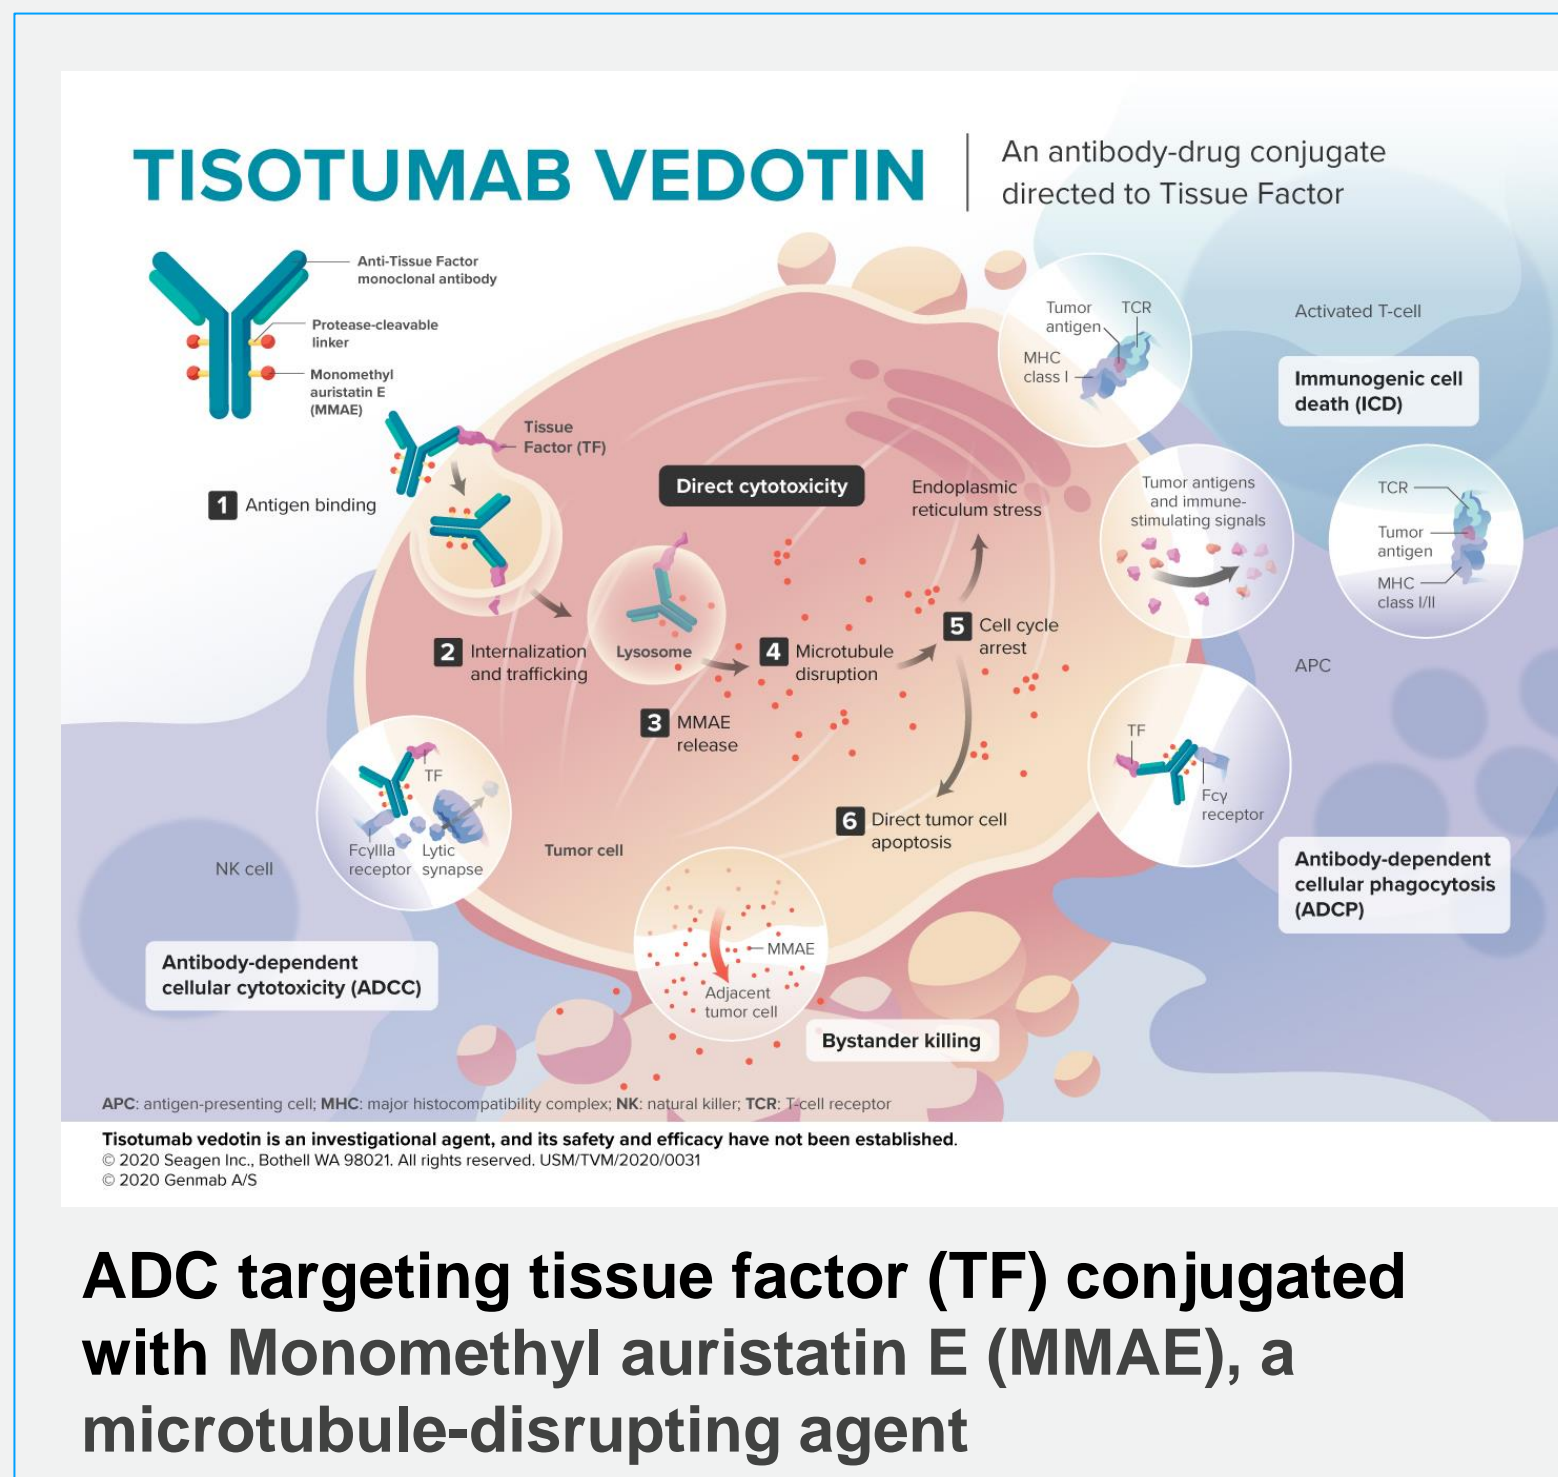 TISOTUMAB VEDOTIN
An antibody-drug conjugate
directed to Tissue Factor
Anti-Tissue Factor
monoclonal antibody
Protease-cleavable
linker
Monomethyl
auristatin E
(MMAE)
Tissue
Factor (TF)
1 Antigen binding
Direct cytotoxicity
Endoplasmic
reticulum stress
2 Internalization
and trafficking
Lysosome
3 MMAE
release
4 Microtubule
disruption
5 Cell cycle
arrest
6 Direct tumor cell
apoptosis
Tumor cell
Tumor
antigen
TCR
MHC
class I
Activated T-cell
Immunogenic cell
death (ICD)
Tumor antigens
and immune-
stimulating signals
TCR
Tumor
antigen
MHC
class I/II
APC
TF
Fcγ
receptor
Antibody-dependent
cellular phagocytosis
(ADCP)
TF
FcγIIIa
receptor
Lytic
synapse
NK cell
Antibody-dependent
cellular cytotoxicity (ADCC)
MMAE
Adjacent
tumor cell
Bystander killing
APC: antigen-presenting cell; MHC: major histocompatibility complex; NK: natural killer; TCR: T-cell receptor
Tisotumab vedotin is an investigational agent, and its safety and efficacy have not been established.
© 2020 Seagen Inc., Bothell WA 98021. All rights reserved. USM/TVM/2020/0031
© 2020 Genmab A/S
ADC targeting tissue factor (TF) conjugated
with Monomethyl auristatin E (MMAE), a
microtubule-disrupting agent